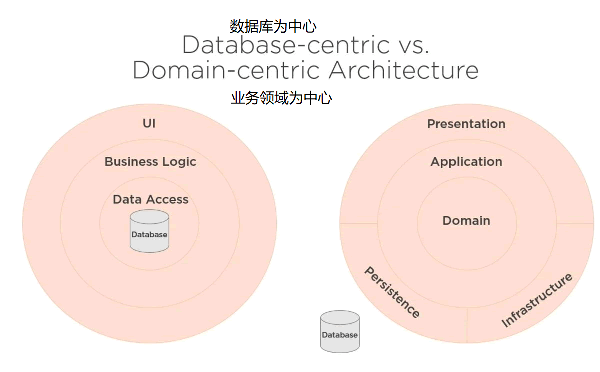 数据库为中心
Database-centric vs.
Domain-centric Architecture
业务领域为中心
UI
Business Logic
Data Access
Database
Presentation
Application
Domain
Persistence
Infrastructure
Database